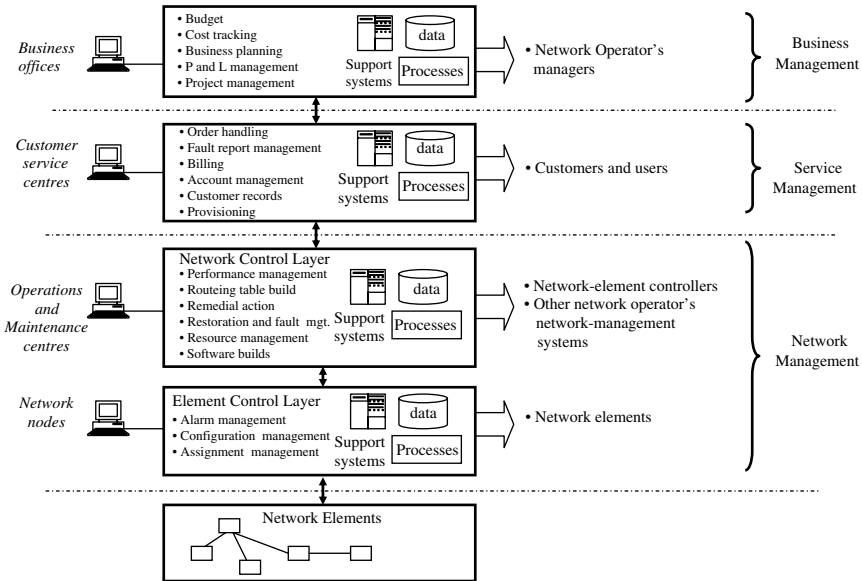 Business
offices
• Budget
• Cost tracking
• Business planning
• P and L management
• Project management
Support
systems
data
Processes
• Network Operator's
managers
Business
Management
Customer
service
centres
• Order handling
• Fault report management
• Billing
• Account management
• Customer records
• Provisioning
Support
systems
data
Processes
• Customers and users
Service
Management
Operations
and
Maintenance
centres
Network Control Layer
• Performance management
• Routeing table build
• Remedial action
• Restoration and fault mgt.
• Resource management
• Software builds
Support
systems
data
Processes
• Network-element controllers
• Other network operator's
network-management
systems
Network
Management
Network
nodes
Element Control Layer
• Alarm management
• Configuration management
• Assignment management
Support
systems
data
Processes
• Network elements
Network Elements